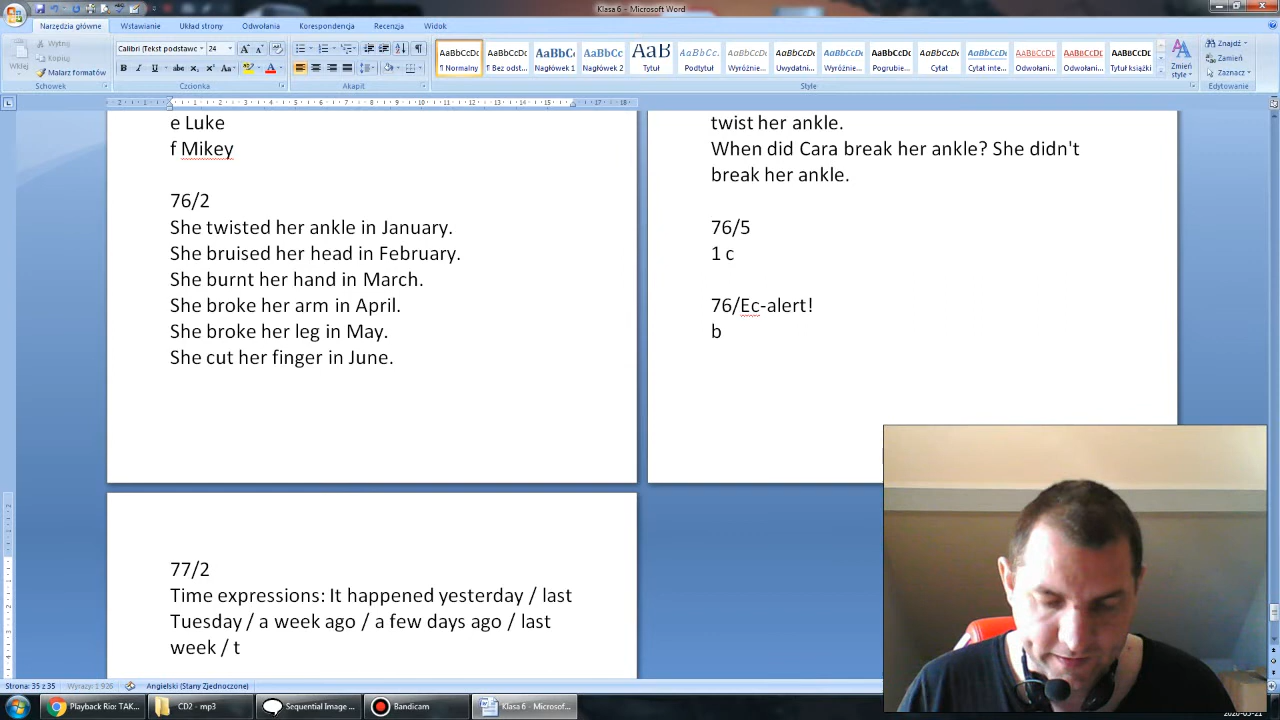 Klasa 6 - Microsoft Word
Narzędzia główne
Wstawianie
Układ strony
Odwołania
Korespondencja
Recenzja
Widok
Wklej
Wytnij
Kopiuj
Malarz formatów
Schowek
Calibri (Tekst podstawowc
24
Czcionka
Akapit
AaBbCcDc
AaBbCcDc
AaBbCc
AaBbCc
AaB
AaBbCc.
AaBbCcDc
AaBbCcDc
AaBbCcDc
AaBbCcDc
AaBbCcDc
AaBbCcDc
AaBbCcDc
AaBbCcDc
AaBbCcDc
¶ Normalny
¶ Bez odst...
Nagłówek 1
Nagłówek 2
Tytuł
Podtytuł
Wyróżnie...
Uwydatni...
Wyróżnie...
Pogrubie...
Cytat
Cytat inte...
Odwołani...
Odwołani...
Tytuł książki
Zmień style
Style
Znajdź
Zamień
Zaznacz
Edytowanie
e Luke
f Mikey
76/2
She twisted her ankle in January.
She bruised her head in February.
She burnt her hand in March.
She broke her arm in April.
She broke her leg in May.
She cut her finger in June.
twist her ankle.
When did Cara break her ankle? She didn't
break her ankle.
76/5
1 c
76/Ec-alert!
b
77/2
Time expressions: It happened yesterday / last
Tuesday / a week ago / a few days ago / last
week / t
Strona: 35 z 35
Wyrazy: 1 926
Angielski (Stany Zjednoczone)
Playback Rio: TAK...
CD2 - mp3
Sequential Image ...
Bandicam
Klasa 6 - Microsof...